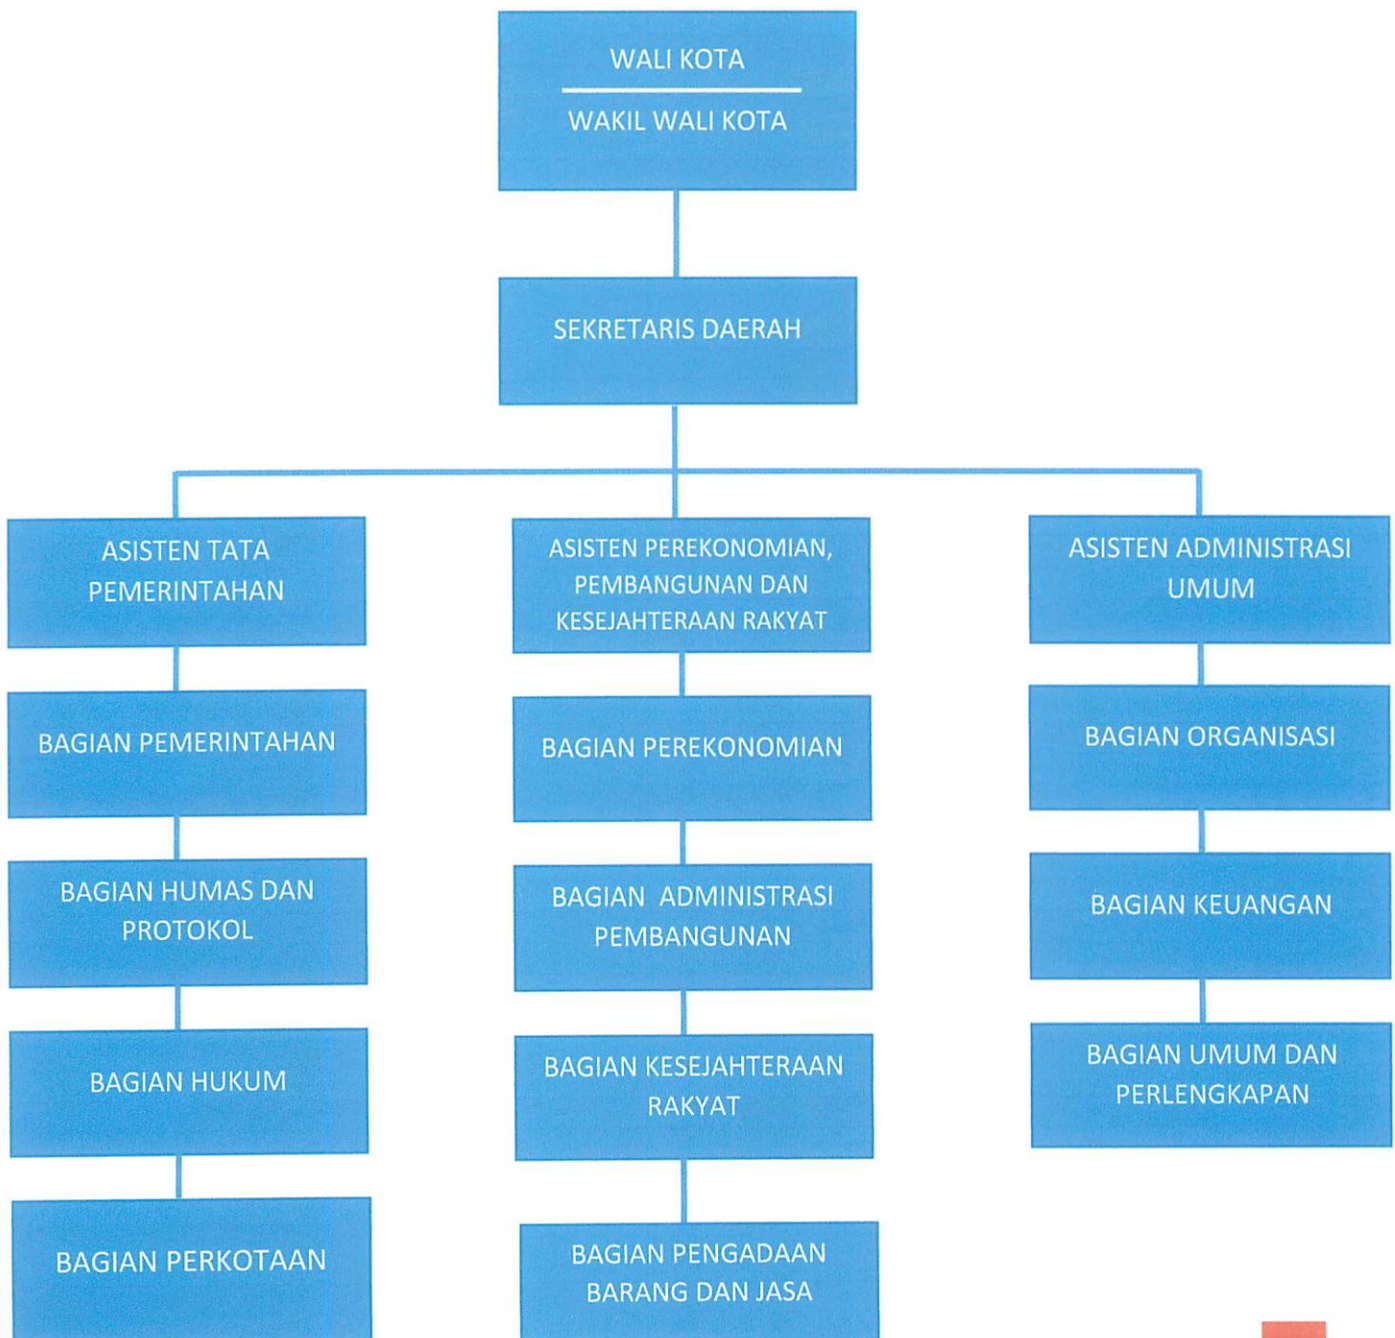 WALI KOTA
WAKIL WALI KOTA
SEKRETARIS DAERAH
ASISTEN TATA
PEMERINTAHAN
BAGIAN PEMERINTAHAN
BAGIAN HUMAS DAN
PROTOKOL
BAGIAN HUKUM
BAGIAN PERKOTAAN
ASISTEN PEREKONOMIAN,
PEMBANGUNAN DAN
KESEJAHTERAAN RAKYAT
BAGIAN PEREKONOMIAN
BAGIAN ADMINISTRASI
PEMBANGUNAN
BAGIAN KESEJAHTERAAN
RAKYAT
BAGIAN PENGADAAN
BARANG DAN JASA
ASISTEN ADMINISTRASI
UMUM
BAGIAN ORGANISASI
BAGIAN KEUANGAN
BAGIAN UMUM DAN
PERLENGKAPAN